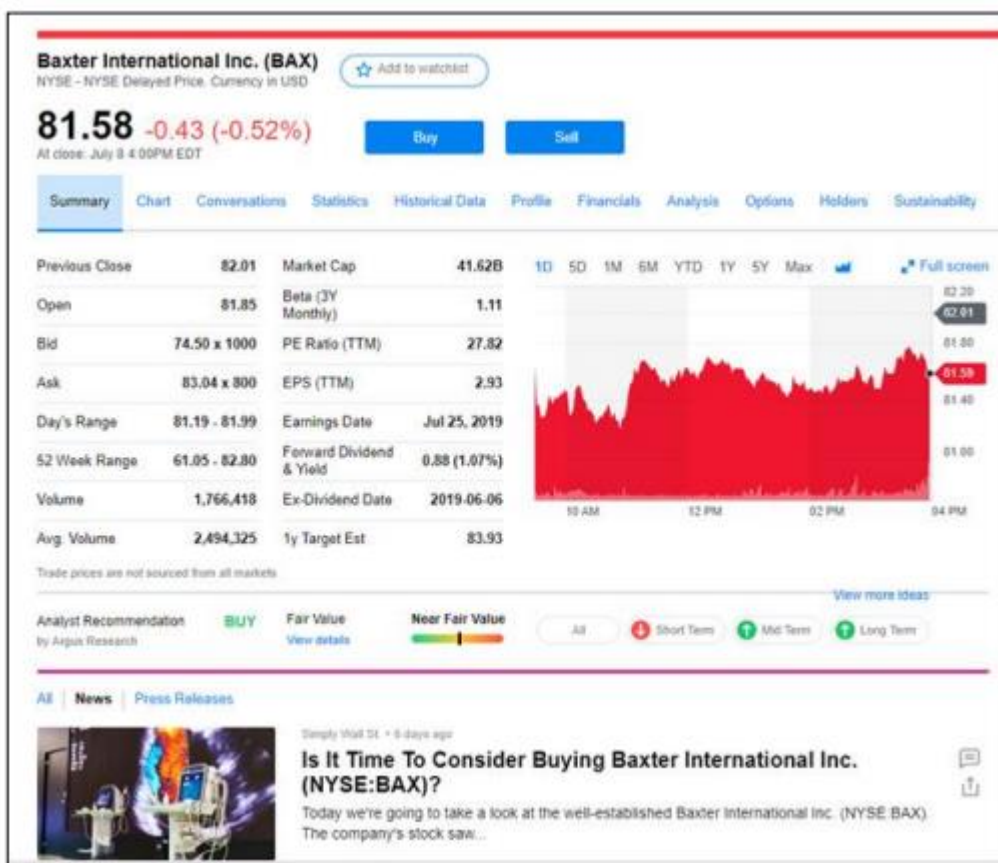 Baxter International Inc. (BAX)
Add to watchlist
NYSE - NYSE Delayed Price. Currency in USD
81.58 -0.43 (-0.52%)
Buy
Sell
At close: July 8 4:00PM EDT
Summary Chart Conversations Statistics Historical Data Profile Financials Analysis Options Holders Sustainability
Previous Close 82.01
Open 81.85
Bid 74.50 x 1000
Ask 83.04 x 800
Day's Range 81.19 - 81.99
52 Week Range 61.05 - 82.80
Volume 1,766,418
Avg. Volume 2,494,325
Market Cap 41.62B
Beta (3Y
Monthly) 1.11
PE Ratio (TTM) 27.82
EPS (TTM) 2.93
Earnings Date Jul 25, 2019
Forward Dividend
& Yield 0.88 (1.07%)
Ex-Dividend Date 2019-06-06
1y Target Est 83.93
1D 5D 1M 6M YTD 1Y 5Y Max
Full screen
82.20
82.01
81.80
81.59
81.40
81.00
10 AM 12 PM 02 PM 04 PM
Trade prices are not sourced from all markets
View more ideas
Analyst Recommendation BUY
by Argus Research
Fair Value
View details
Near Fair Value
All Short Term Mid Term Long Term
All | News | Press Releases
Simply Wall St. • 6 days ago
Is It Time To Consider Buying Baxter International Inc.
(NYSE:BAX)?
Today we're going to take a look at the well-established Baxter International Inc. (NYSE:BAX).
The company's stock saw...